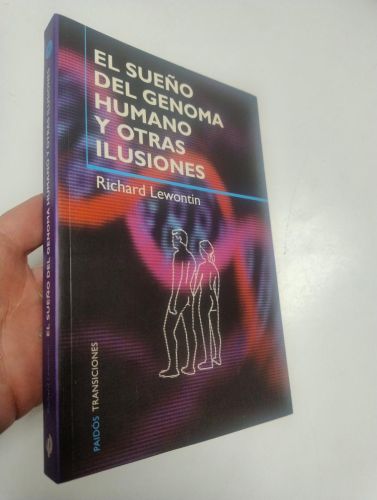 EL SUEÑO
DEL GENOMA
HUMANO
Y OTRAS
ILUSIONES
Richard Lewontin
PAIDÓS TRANSICIONES
EL SUEÑO DEL GENOMA HUMANO Y OTRAS ILUSIONES